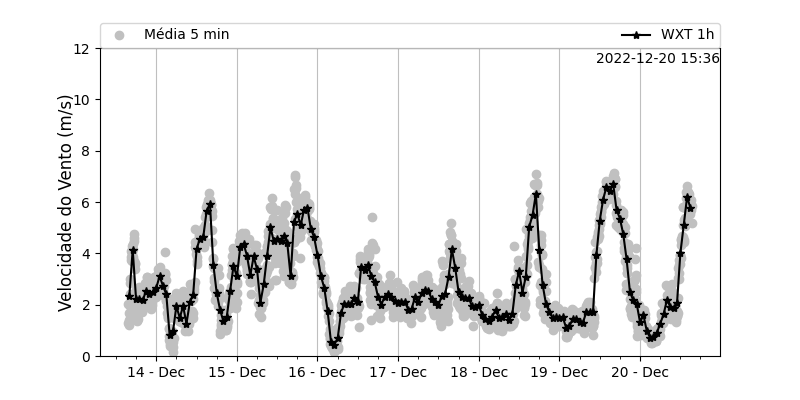 Média 5 min
WXT 1h
2022-12-20 15:36
Velocidade do Vento (m/s)
12
10
8
6
4
2
0
14 - Dec
15 - Dec
16 - Dec
17 - Dec
18 - Dec
19 - Dec
20 - Dec